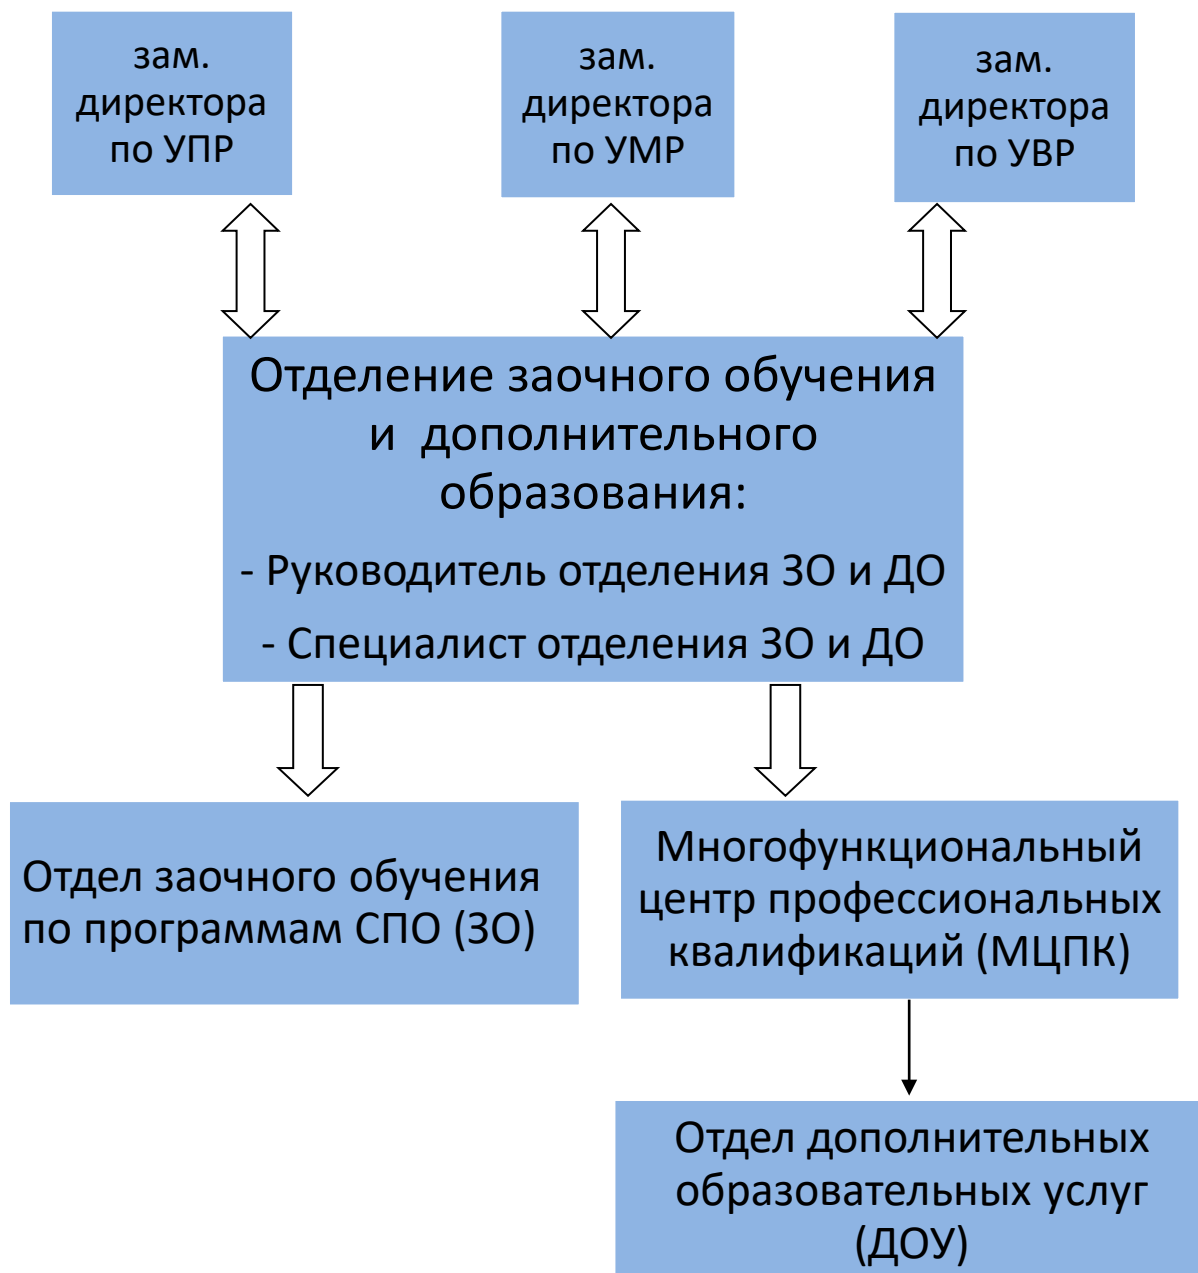 зам.
директора
по УПР
зам.
директора
по УМР
зам.
директора
по УВР
Отделение заочного обучения
и дополнительного
образования:
- Руководитель отделения ЗО и ДО
- Специалист отделения ЗО и ДО
Отдел заочного обучения
по программам СПО (ЗО)
Многофункциональный
центр профессиональных
квалификаций (МЦПК)
Отдел дополнительных
образовательных услуг
(ДОУ)